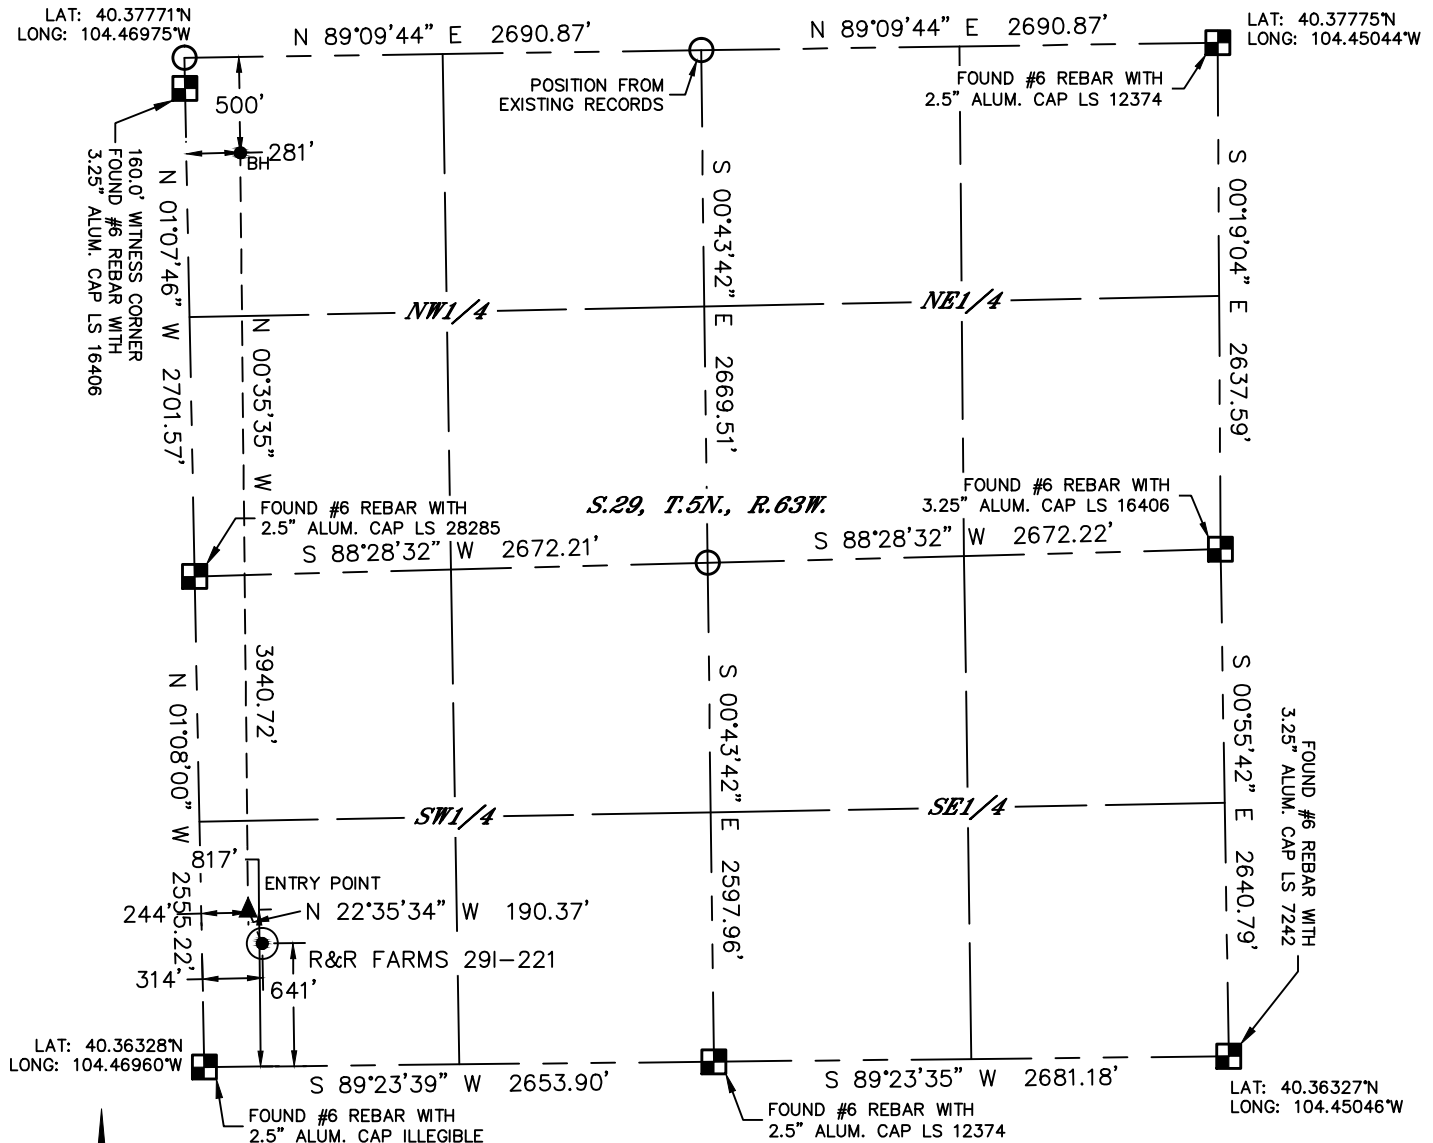 LAT: 40.37771°N
LONG: 104.46975°W
N 89°09'44" E 2690.87'
N 89°09'44" E 2690.87'
LAT: 40.37775°N
LONG: 104.45044°W
POSITION FROM
EXISTING RECORDS
FOUND #6 REBAR WITH
2.5" ALUM. CAP LS 12374
500'
BH
281'
160.0' WITNESS CORNER
FOUND #6 REBAR WITH
3.25" ALUM. CAP LS 16406
N 01°07'46" W 2701.57'
N 00°35'35" W
3940.72'
S 00°43'42" E 2669.51'
S 00°19'04" E 2637.59'
NW1/4
NE1/4
S.29, T.5N., R.63W.
FOUND #6 REBAR WITH
2.5" ALUM. CAP LS 28285
FOUND #6 REBAR WITH
3.25" ALUM. CAP LS 16406
S 88°28'32" W 2672.21'
S 88°28'32" W 2672.22'
N 01°08'00" W 2555.22'
S 00°43'42" E 2597.96'
S 00°55'42" E 2640.79'
FOUND #6 REBAR WITH
3.25" ALUM. CAP LS 7242
SW1/4
SE1/4
817'
ENTRY POINT
244'
N 22°35'34" W 190.37'
R&R FARMS 29I-221
314'
641'
LAT: 40.36328°N
LONG: 104.46960°W
S 89°23'39" W 2653.90'
S 89°23'35" W 2681.18'
LAT: 40.36327°N
LONG: 104.45046°W
FOUND #6 REBAR WITH
2.5" ALUM. CAP ILLEGIBLE
FOUND #6 REBAR WITH
2.5" ALUM. CAP LS 12374